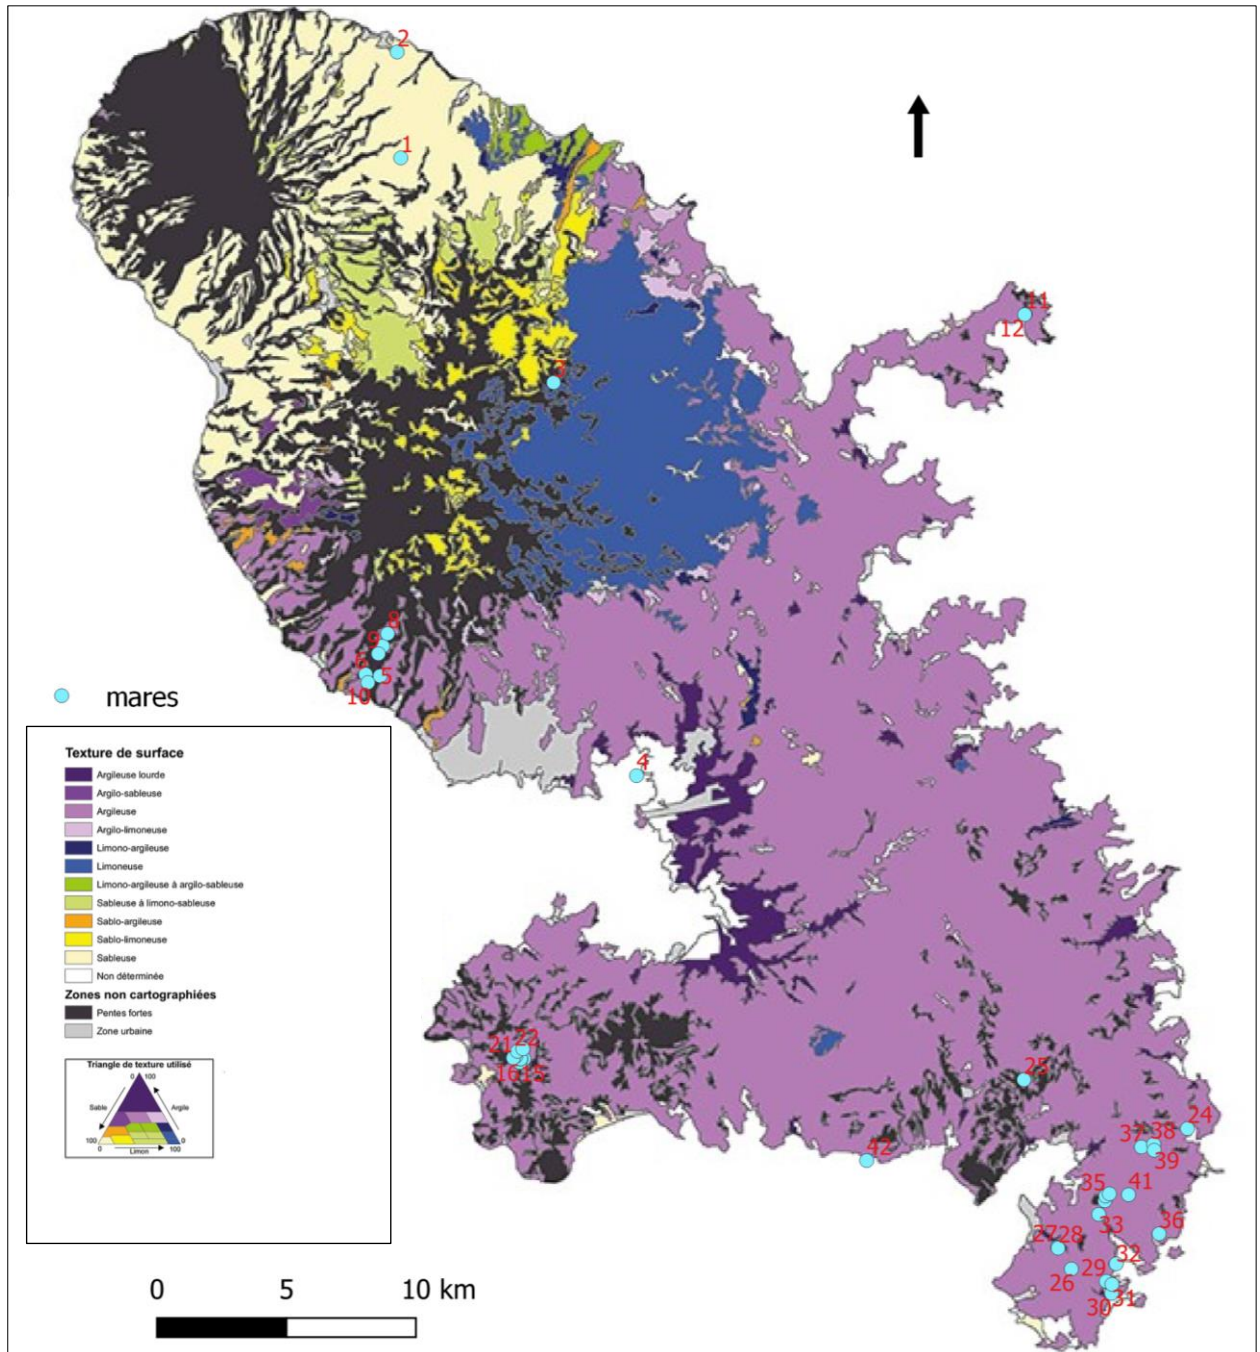 2
1
11
12
3
8
9
6
5
10
mares
4
Texture de surface
Argileuse lourde
Argilo-sableuse
Argileuse
Argilo-limoneuse
Limono-argileuse
Limoneuse
Limono-argileuse à argilo-sableuse
Sableuse à limono-sableuse
Sablo-argileuse
Sablo-limoneuse
Sableuse
Non déterminée
Zones non cartographiées
Pentes fortes
Zone urbaine
Triangle de texture utilisé
0 100
Sable
Argile
100
0
0
Limon
100
21 22
16 15
25
24
42
37 38
39
35 41
33
36
27 28
32
29
26
30 31
0 5 10 km